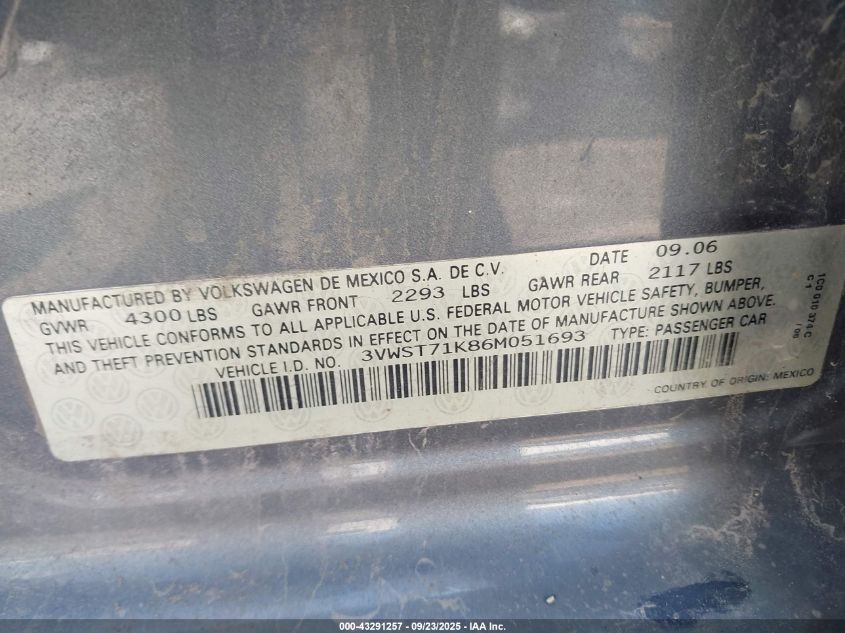 MANUFACTURED BY VOLKSWAGEN DE MEXICO S.A. DE C.V. DATE 09.06
GVWR 4300 LBS GAWR FRONT 2293 LBS GAWR REAR 2117 LBS
THIS VEHICLE CONFORMS TO ALL APPLICABLE U.S. FEDERAL MOTOR VEHICLE SAFETY, BUMPER,
AND THEFT PREVENTION STANDARDS IN EFFECT ON THE DATE OF MANUFACTURE SHOWN ABOVE.
VEHICLE I.D. NO. 3VWST71K86M051693 TYPE: PASSENGER CAR
COUNTRY OF ORIGIN: MEXICO
000-43291257 - 09/23/2025 - IAA Inc.